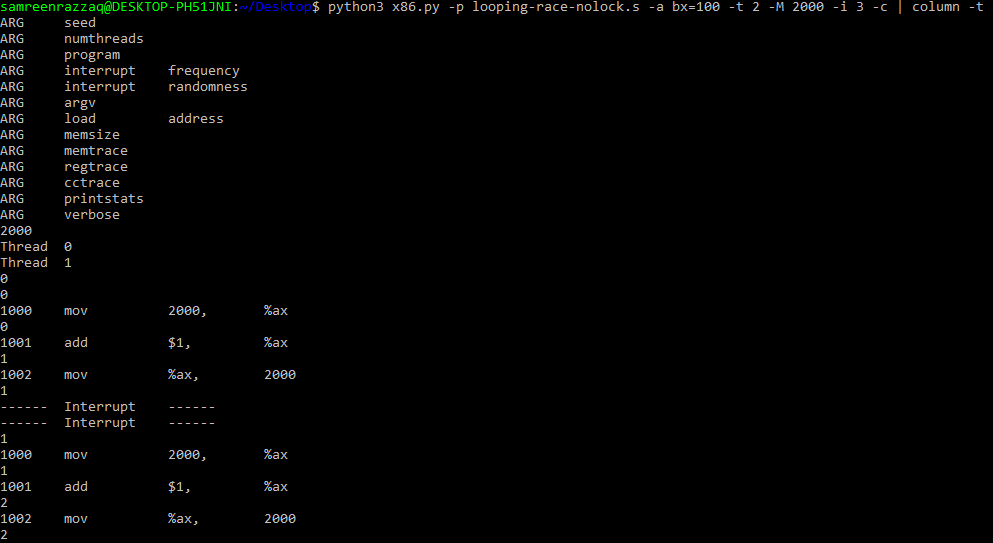 samreenrazzaq@DESKTOP-PH51JNI:~/Desktop$ python3 x86.py -p looping-race-nolock.s -a bx=100 -t 2 -M 2000 -i 3 -c | column -t
ARG seed
ARG numthreads
ARG program
ARG interrupt frequency
ARG interrupt randomness
ARG argv
ARG load address
ARG memsize
ARG memtrace
ARG regtrace
ARG cctrace
ARG printstats
ARG verbose
2000
Thread 0
Thread 1
0
0
1000 mov 2000, %ax
0
1001 add $1, %ax
1
1002 mov %ax, 2000
1
------ Interrupt ------
------ Interrupt ------
1
1000 mov 2000, %ax
1
1001 add $1, %ax
2
1002 mov %ax, 2000
2